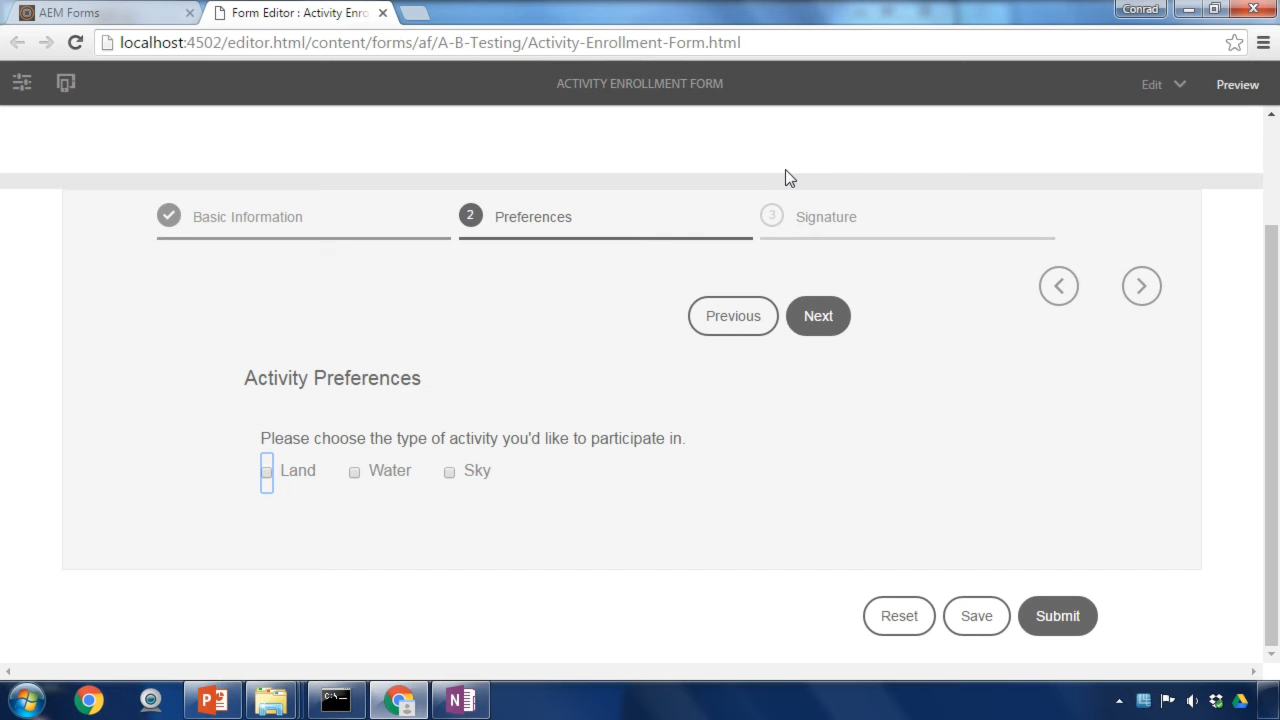 AEM Forms
Form Editor : Activity Enro
Conrad
localhost:4502/editor.html/content/forms/af/A-B-Testing/Activity-Enrollment-Form.html
ACTIVITY ENROLLMENT FORM
Edit
Preview
Basic Information
2 Preferences
3 Signature
Previous
Next
Activity Preferences
Please choose the type of activity you'd like to participate in.
Land
Water
Sky
Reset
Save
Submit